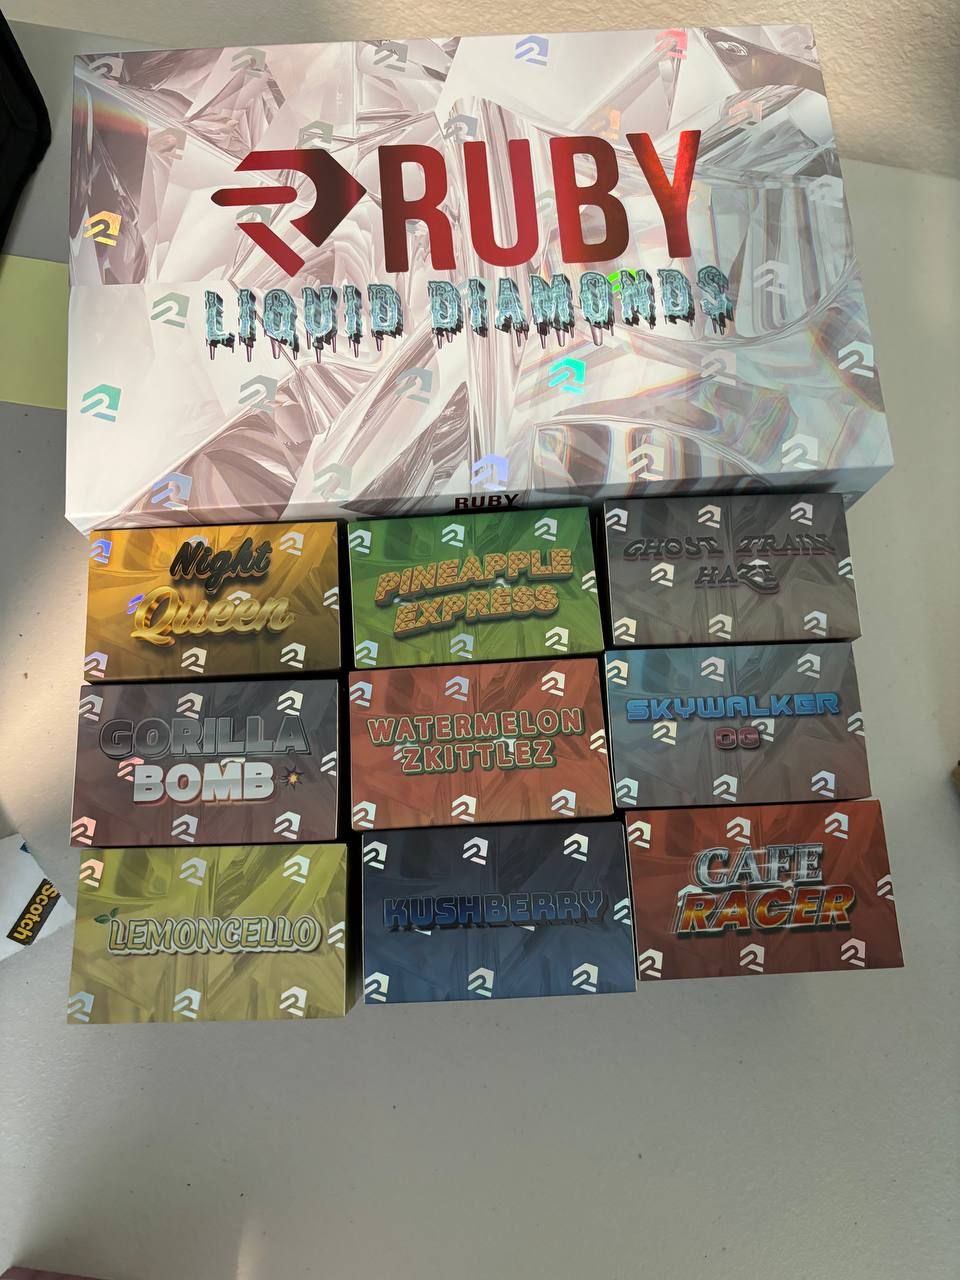 RUBY
LIQUID DIAMONDS
RUBY
Night
Queen
PINEAPPLE
EXPRESS
GHOST TRAIN
HAZE
GORILLA
BOMB
WATERMELON
ZKITTLEZ
SKYWALKER
OG
LEMONCELLO
KUSHBERRY
CAFE
RACER
Scotch